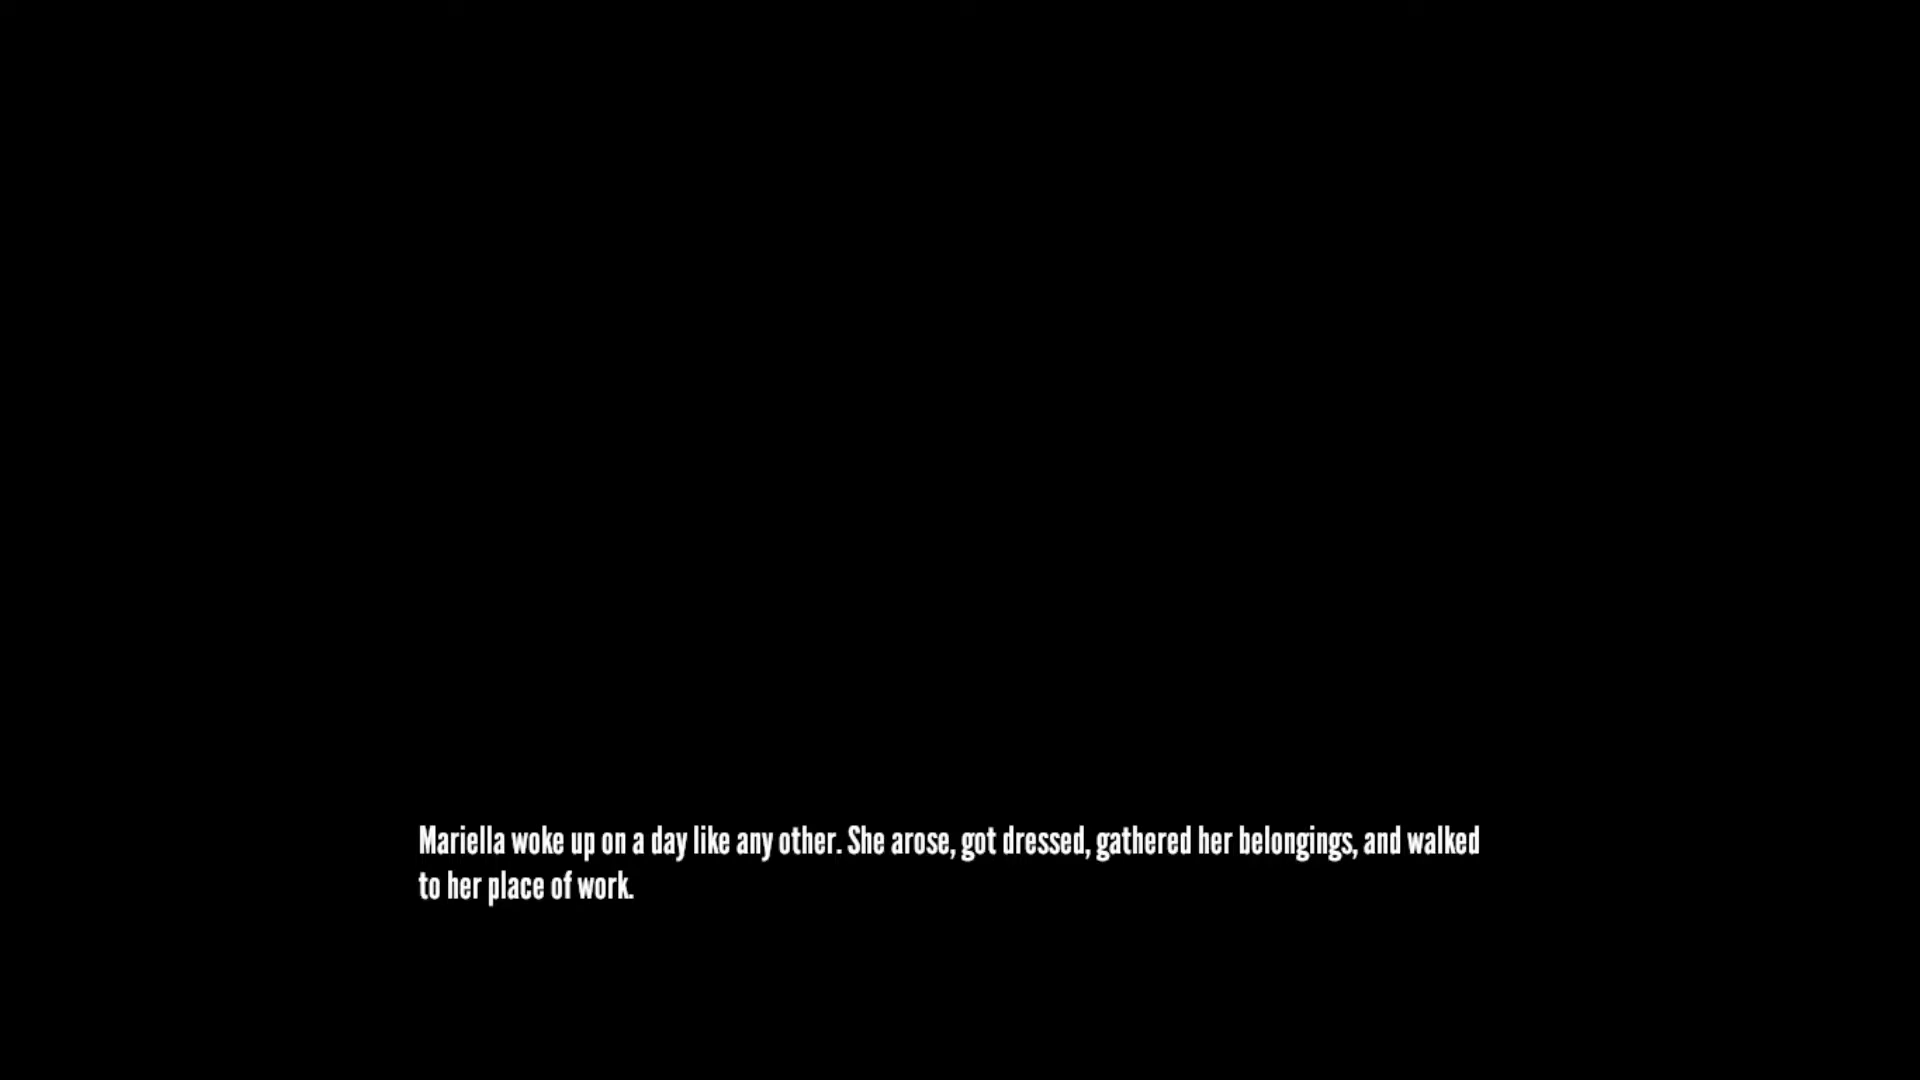 Mariella woke up on a day like any other. She arose, got dressed, gathered her belongings, and walked
to her place of work.